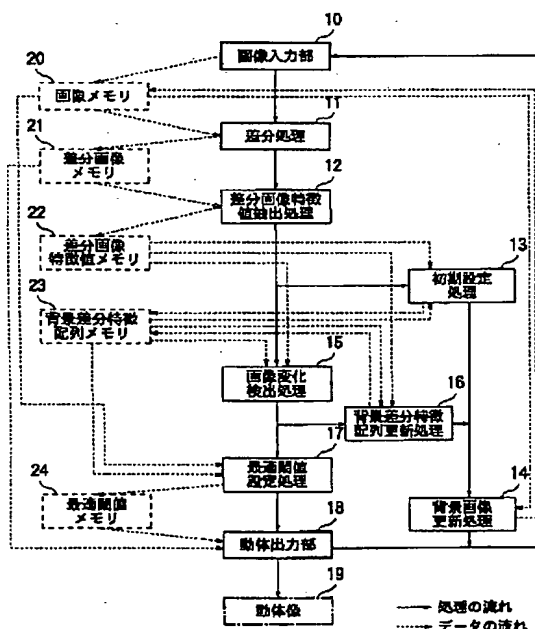 10
画像入力部
20
画像メモリ
11
差分処理
21
差分画像
メモリ
12
差分画像特徴
値抽出処理
22
差分画像
特徴値メモリ
13
初期設定
処理
23
背景差分特徴
配列メモリ
15
画像変化
検出処理
16
背景差分特徴
配列更新処理
17
最適閾値
設定処理
24
最適閾値
メモリ
14
背景画像
更新処理
18
動体出力部
19
動体像
処理の流れ
データの流れ